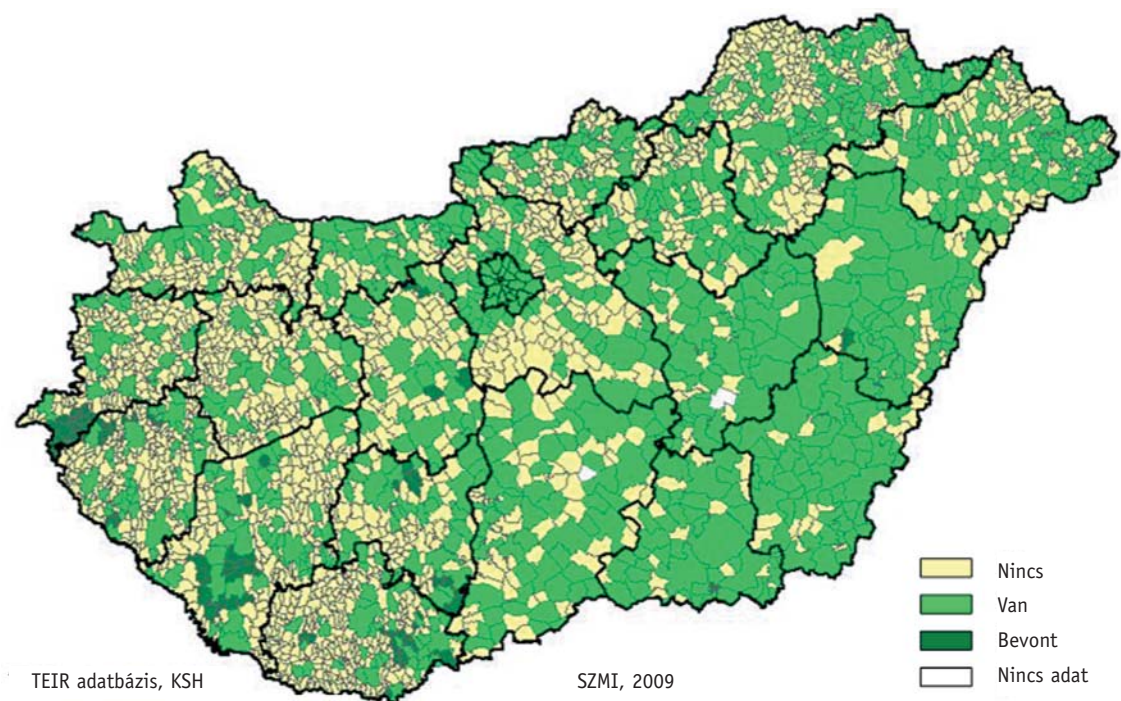 Nincs
Van
Bevont
Nincs adat
TEIR adatbázis, KSH
SZMI, 2009